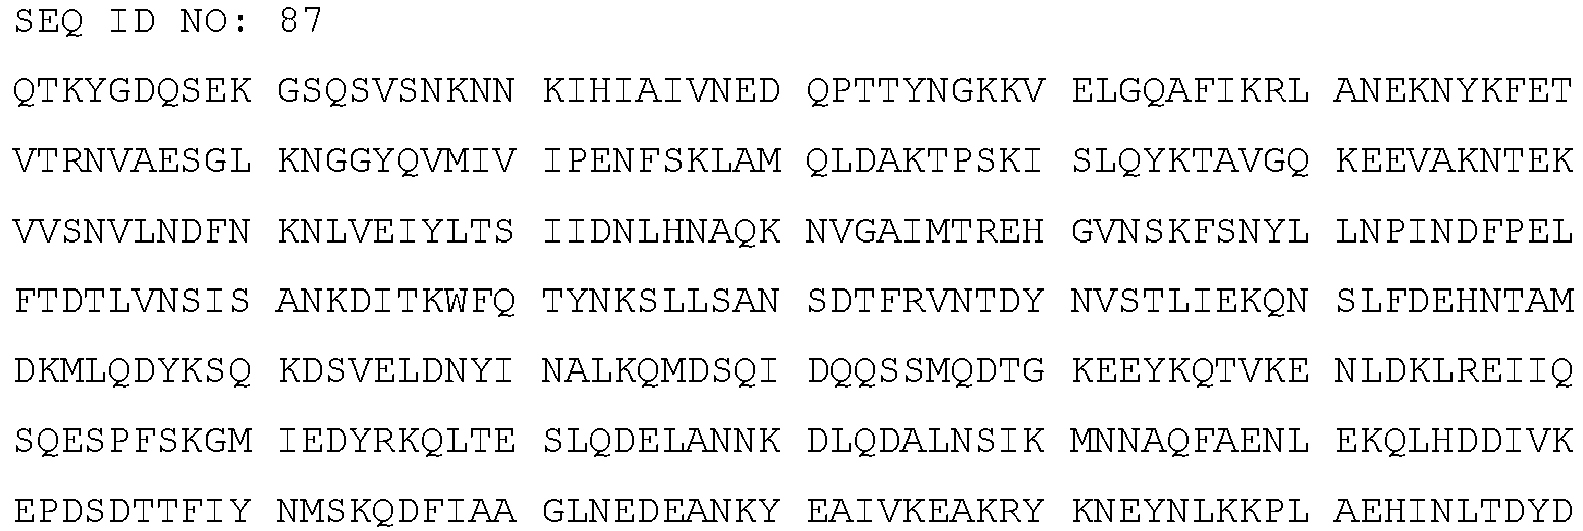 SEQ ID NO: 87
QTKYGDQSEK GSQSVSNKNN KIHIAIVNED QPTTYNGKKV ELGQAFIKRL ANEKNYKFET
VTRNVAESGL KNGGYQVMIV IPENFSKLAM QLDAKTPSKI SLQYKTAVGQ KEEVAKNTEK
VVSNVLNDFN KNLVEIYLTS IIDNLHNAQK NVGAIMTREH GVNSKFSNYL LNPINDFPEL
FTDTLVNSIS ANKDITKWFQ TYNKSLLSAN SDTFRVNTDY NVSTLIEKQN SLFDEHNTAM
DKMLQDYKSQ KDSVELDNYI NALKQMDSQI DQQSSMQDTG KEEYKQTVKE NLDKLREIIQ
SQESPFSKGM IEDYRKQLTE SLQDELANNK DLQDALNSIK MNNAQFAENL EKQLHDDIVK
EPDSDTTFIY NMSKQDFIAA GLNEDEANKY EAIVKEAKRY KNEYNLKKPL AEHINLTDYD